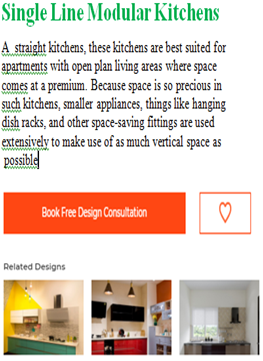 Single Line Modular Kitchens
A straight kitchens, these kitchens are best suited for
apartments with open plan living areas where space
comes at a premium. Because space is so precious in
such kitchens, smaller appliances, things like hanging
dish racks, and other space-saving fittings are used
extensively to make use of as much vertical space as
possible
Book Free Design Consultation
Related Designs